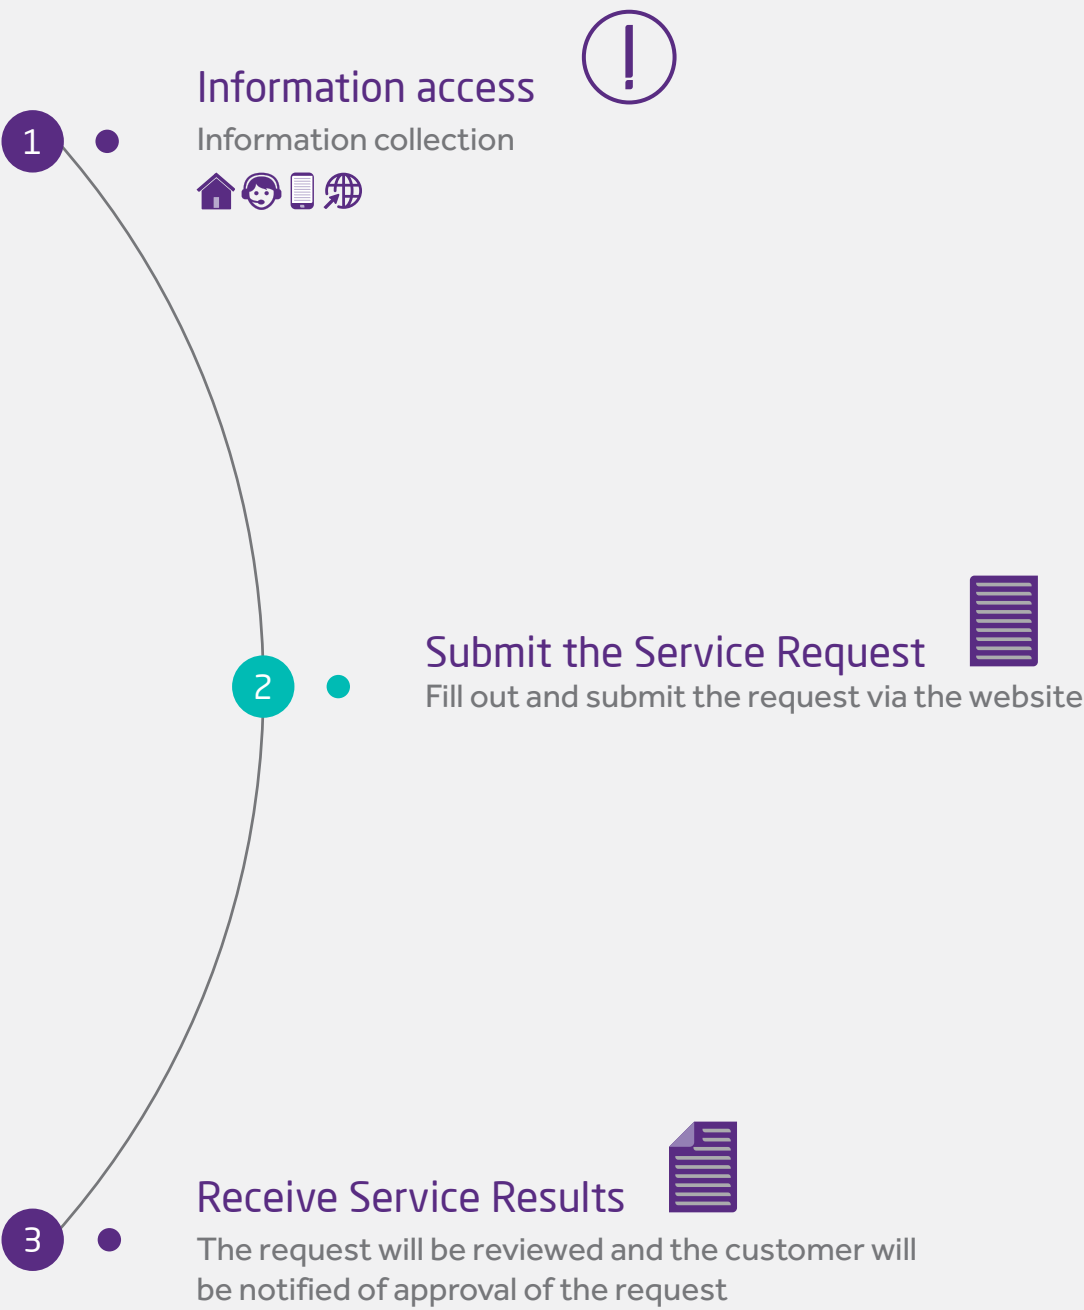 Information access
1
Information collection
Submit the Service Request
2
Fill out and submit the request via the website
Receive Service Results
3
The request will be reviewed and the customer will
be notified of approval of the request